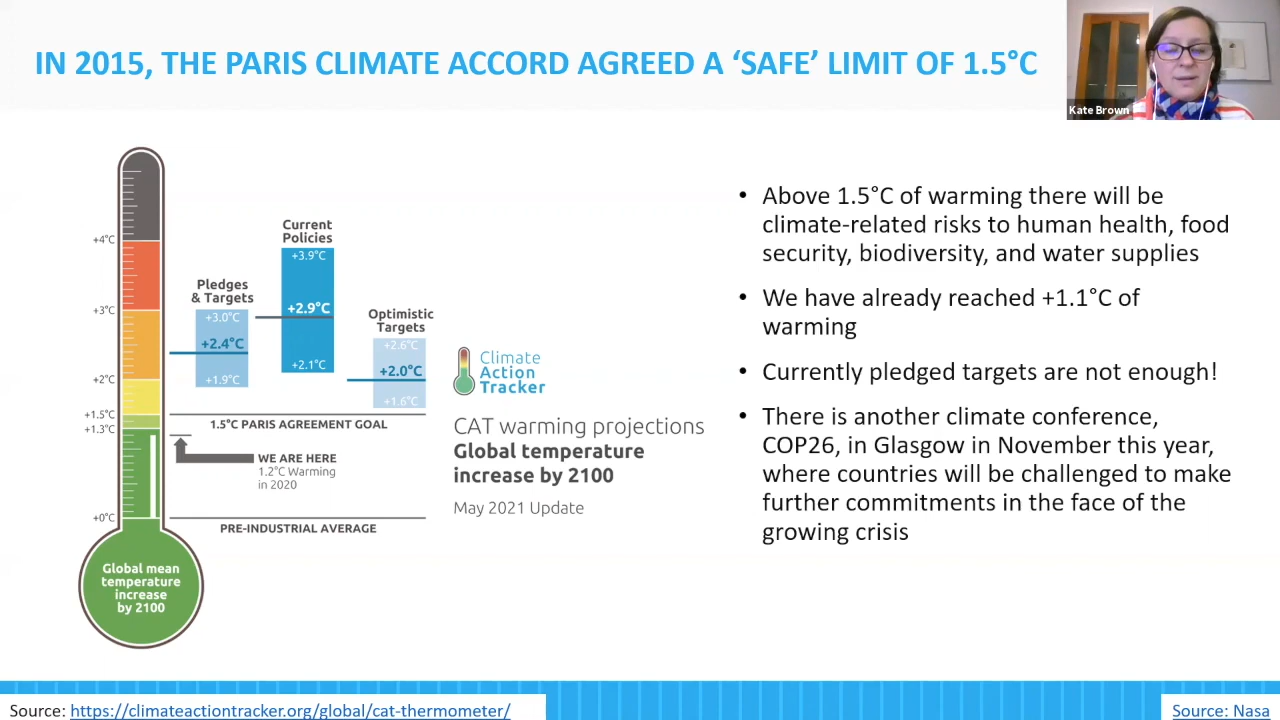 IN 2015, THE PARIS CLIMATE ACCORD AGREED A ‘SAFE’ LIMIT OF 1.5°C
Kate Brown
+4°C
+3°C
+2°C
+1.5°C
+1.3°C
+0°C
Pledges
& Targets
+3.0°C
+2.4°C
+1.9°C
Current
Policies
+3.9°C
+2.9°C
+2.1°C
Optimistic
Targets
+2.6°C
+2.0°C
+1.6°C
1.5°C PARIS AGREEMENT GOAL
WE ARE HERE
1.2°C Warming
in 2020
PRE-INDUSTRIAL AVERAGE
Global mean
temperature
increase
by 2100
Climate
Action
Tracker
CAT warming projections
Global temperature
increase by 2100
May 2021 Update
• Above 1.5°C of warming there will be
climate-related risks to human health, food
security, biodiversity, and water supplies
• We have already reached +1.1°C of
warming
• Currently pledged targets are not enough!
• There is another climate conference,
COP26, in Glasgow in November this year,
where countries will be challenged to make
further commitments in the face of the
growing crisis
Source: https://climateactiontracker.org/global/cat-thermometer/
Source: Nasa